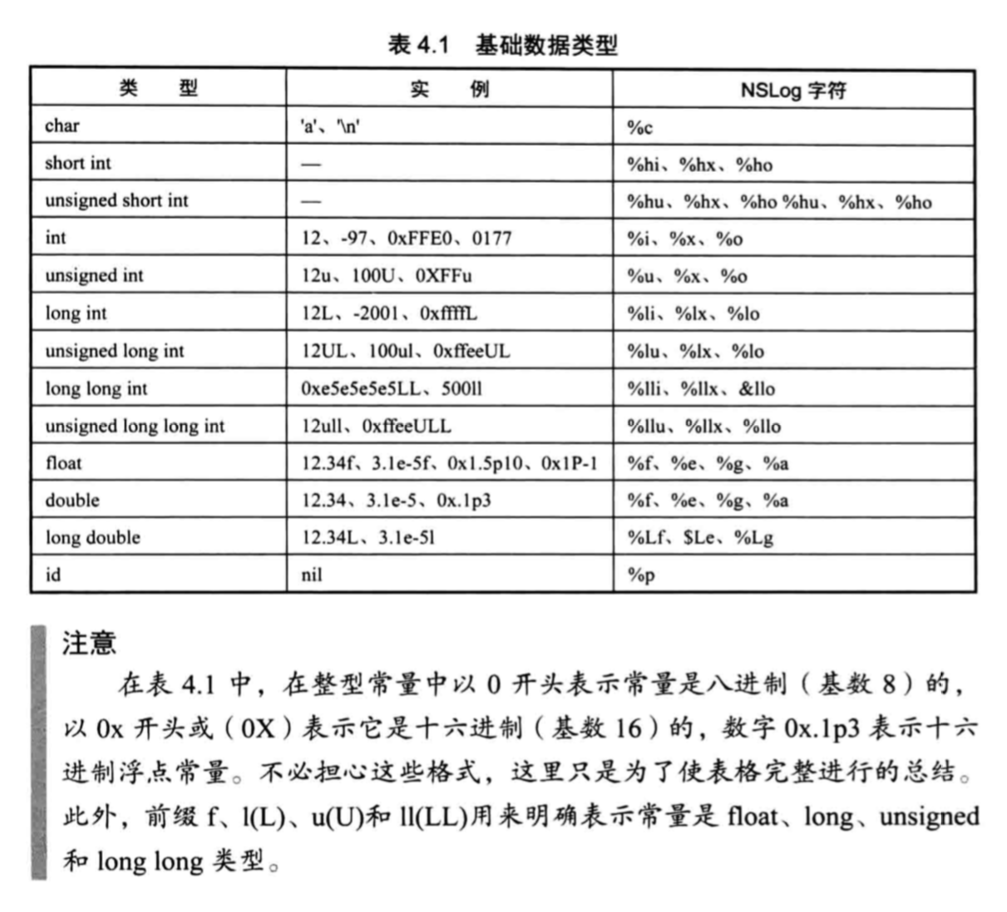 表 4.1 基础数据类型
类 型 实 例 NSLog 字符
char 'a'、'\n' %c
short int — %hi、%hx、%ho
unsigned short int — %hu、%hx、%ho %hu、%hx、%ho
int 12、-97、0xFFE0、0177 %i、%x、%o
unsigned int 12u、100U、0XFFu %u、%x、%o
long int 12L、-2001、0xffffL %li、%lx、%lo
unsigned long int 12UL、100ul、0xffeeUL %lu、%lx、%lo
long long int 0xe5e5e5e5LL、500ll %lli、%llx、&llo
unsigned long long int 12ull、0xffeeULL %llu、%llx、%llo
float 12.34f、3.1e-5f、0x1.5p10、0x1P-1 %f、%e、%g、%a
double 12.34、3.1e-5、0x.1p3 %f、%e、%g、%a
long double 12.34L、3.1e-5l %Lf、$Le、%Lg
id nil %p
注意
在表 4.1 中，在整型常量中以 0 开头表示常量是八进制（基数 8）的，
以 0x 开头或（0X）表示它是十六进制（基数 16）的，数字 0x.1p3 表示十六
进制浮点常量。不必担心这些格式，这里只是为了使表格完整进行的总结。
此外，前缀 f、l(L)、u(U)和 ll(LL)用来明确表示常量是 float、long、unsigned
和 long long 类型。